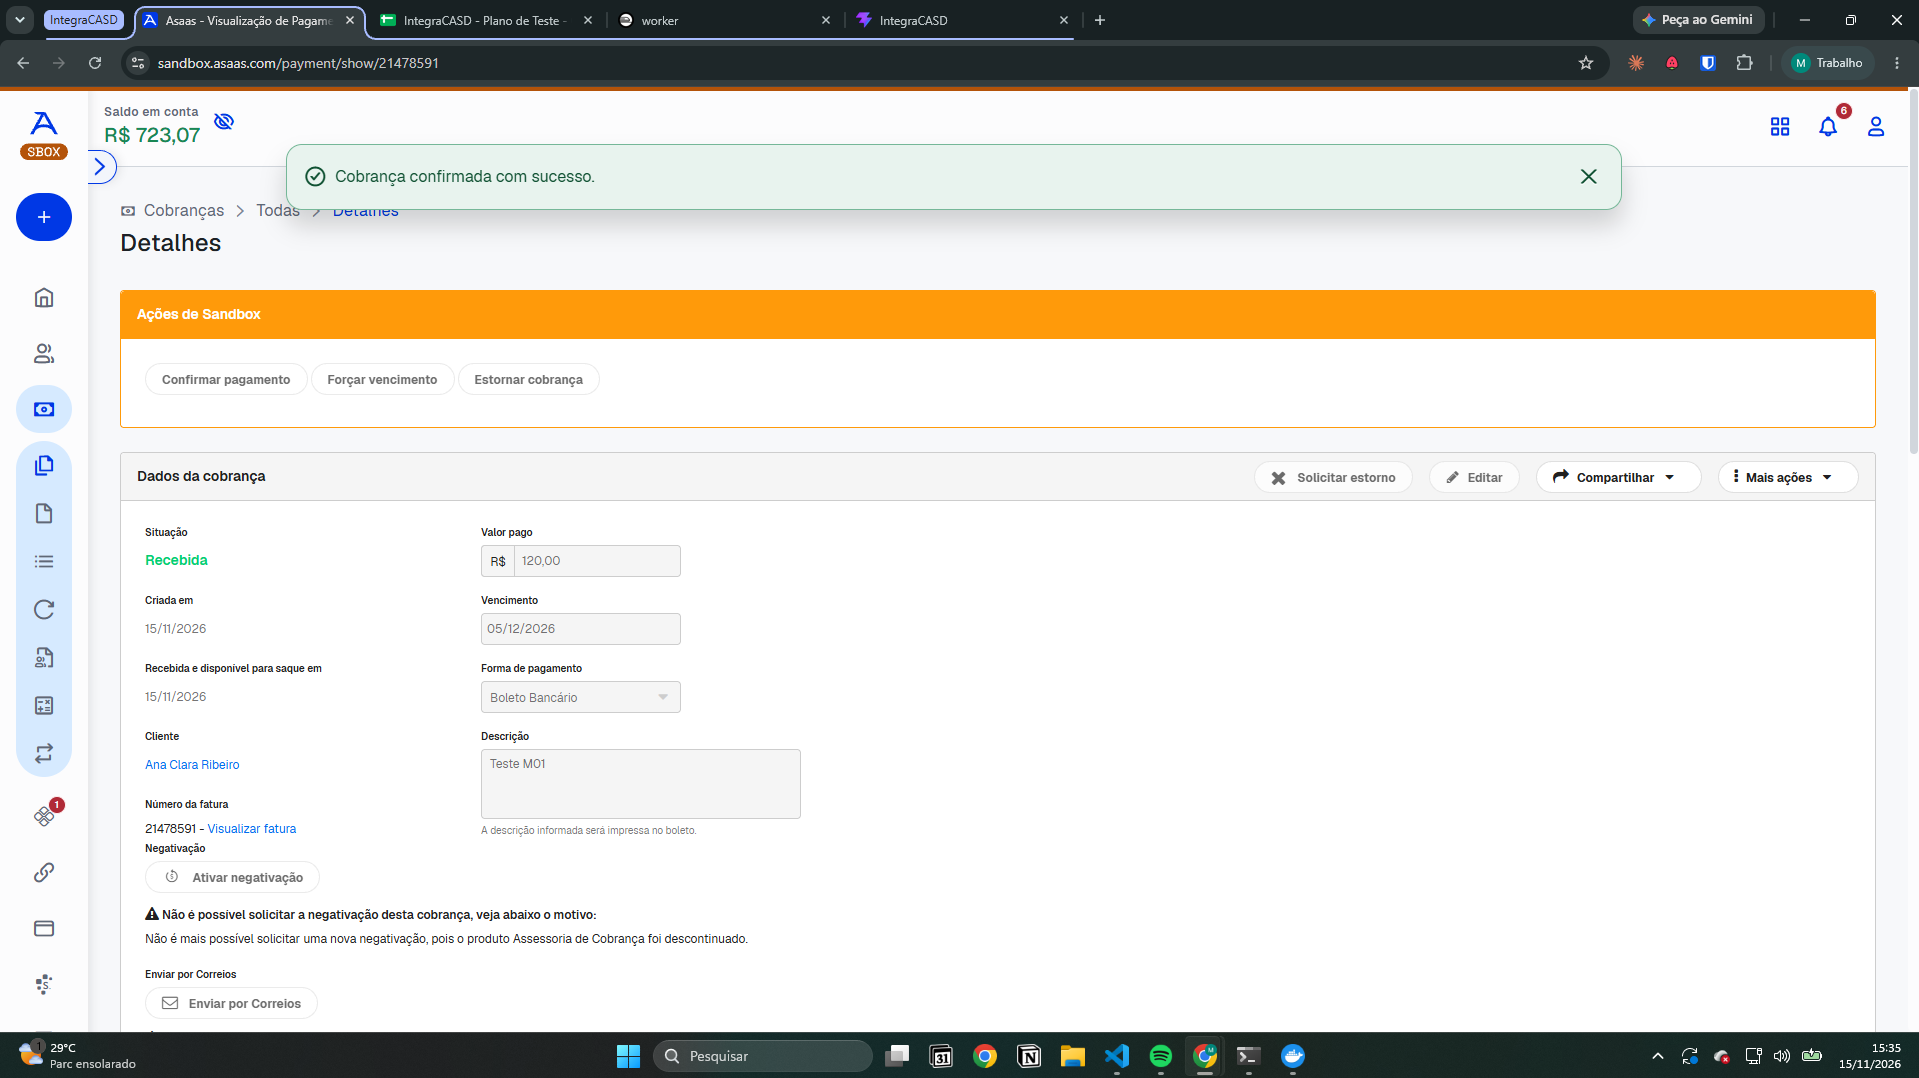 IntegraCASD
Asaas - Visualização de Pagame
IntegraCASD - Plano de Teste -
worker
IntegraCASD
Peça ao Gemini
sandbox.asaas.com/payment/show/21478591
M
Trabalho
SBOX
Saldo em conta
R$ 723,07
6
Cobrança confirmada com sucesso.
Cobranças
Todas
Detalhes
Detalhes
Ações de Sandbox
Confirmar pagamento
Forçar vencimento
Estornar cobrança
Dados da cobrança
Solicitar estorno
Editar
Compartilhar
Mais ações
Situação
Recebida
Valor pago
R$
120,00
Criada em
15/11/2026
Vencimento
05/12/2026
Recebida e disponível para saque em
15/11/2026
Forma de pagamento
Boleto Bancário
Cliente
Ana Clara Ribeiro
Descrição
Teste M01
A descrição informada será impressa no boleto.
Número da fatura
21478591 - Visualizar fatura
Negativação
Ativar negativação
Não é possível solicitar a negativação desta cobrança, veja abaixo o motivo:
Não é mais possível solicitar uma nova negativação, pois o produto Assessoria de Cobrança foi descontinuado.
Enviar por Correios
Enviar por Correios
1
1
29°C
Parc ensolarado
Pesquisar
31
15:35
15/11/2026